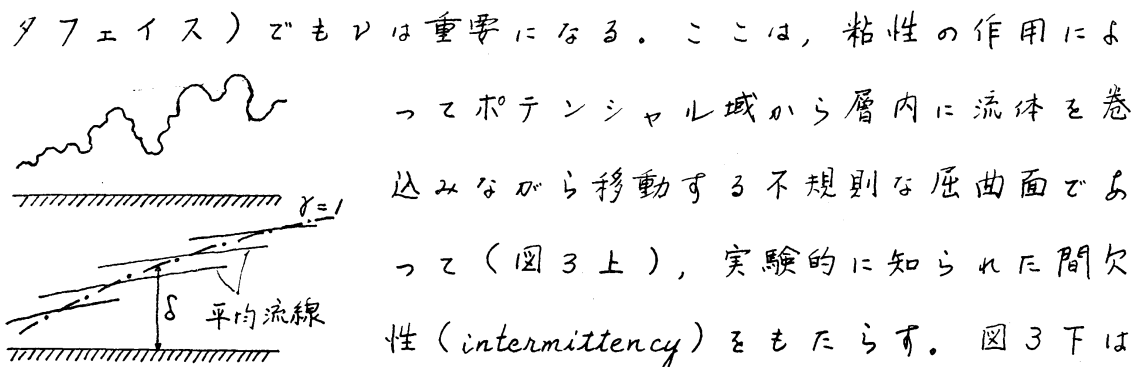 タフェイス)でもνは重要になる。ここは,粘性の作用によ
ってポテンシャル域から層内に流体を巻
込みながら移動する不規則な屈曲面であ
γ=1
って(図3上),実験的に知られた間欠
δ 平均流線
性(intermittency)をもたらす。図3下は